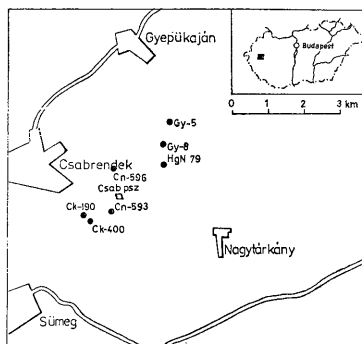 Gyepükaján
Budapest
0 1 2 3 km
Gy-5
Gy-8
HgN 79
Csabrendek
Cn-596
Csab psz
Ck-190
Cn-593
Ck-400
Nagytárkány
Sümeg